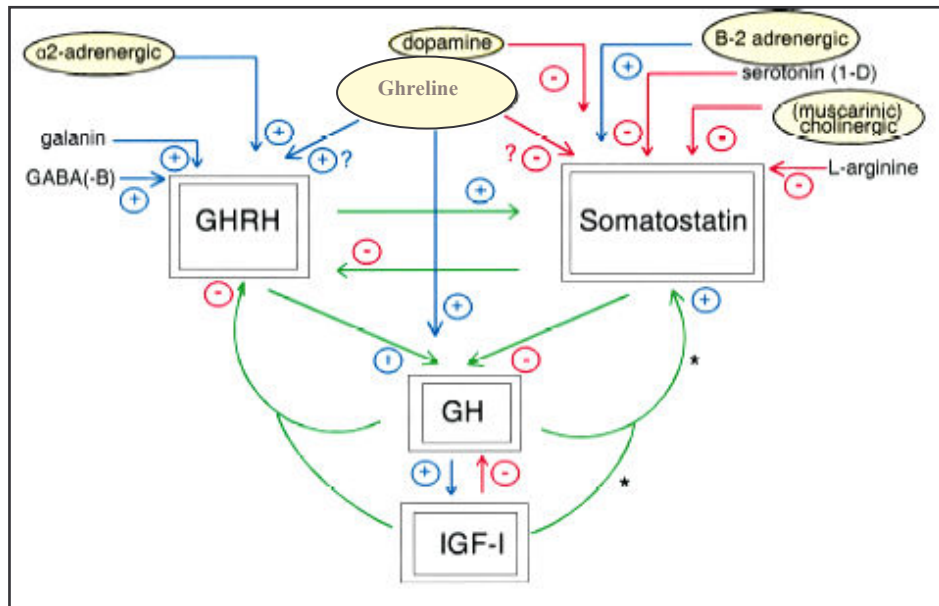 α2-adrenergic
dopamine
B-2 adrenergic
-
+
serotonin (1-D)
Ghreline
(muscarinic)
cholinergic
galanin
+
+
+ ?
? -
-
-
L-arginine
-
GABA(-B)
+
GHRH
+
Somatostatin
-
-
+
+
ı
-
*
GH
+
-
*
IGF-I